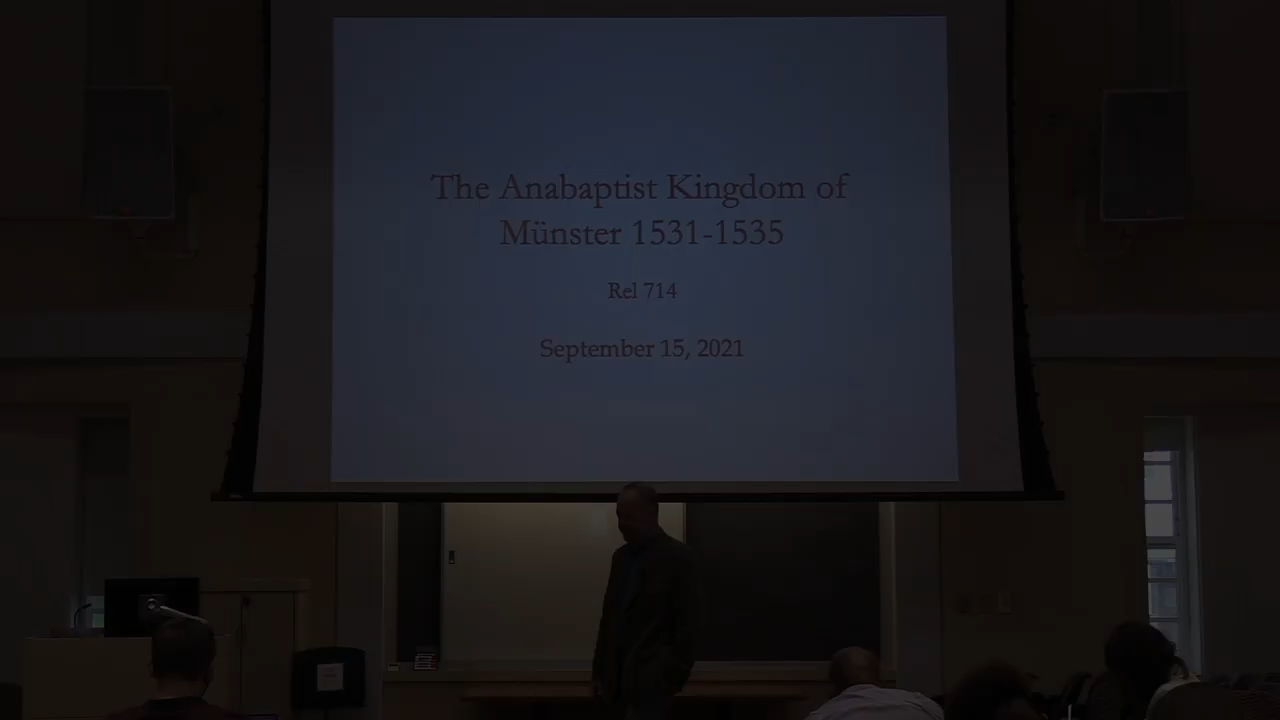 The Anabaptist Kingdom of
Münster 1531-1535
Rel 714
September 15, 2021